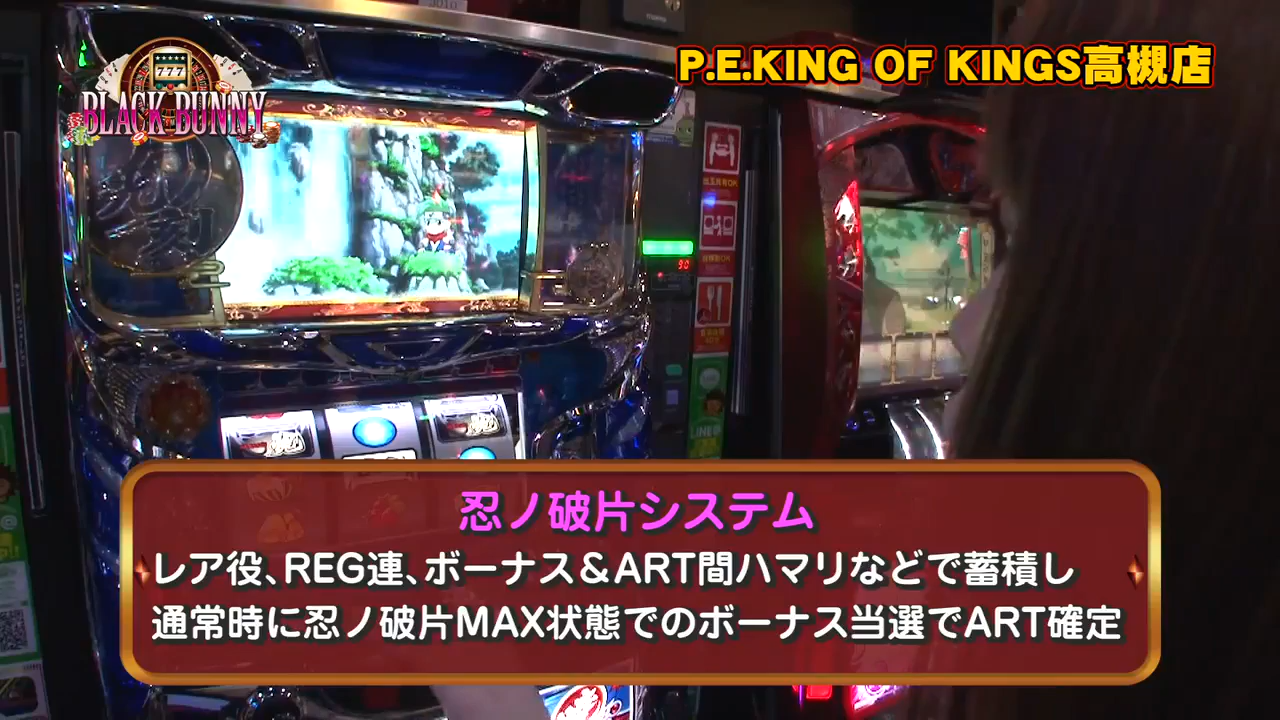 P.E.KING OF KINGS高槻店
777
BLACK BUNNY
90
忍ノ破片システム
レア役、REG連、ボーナス&ART間ハマリなどで蓄積し
通常時に忍ノ破片MAX状態でのボーナス当選でART確定